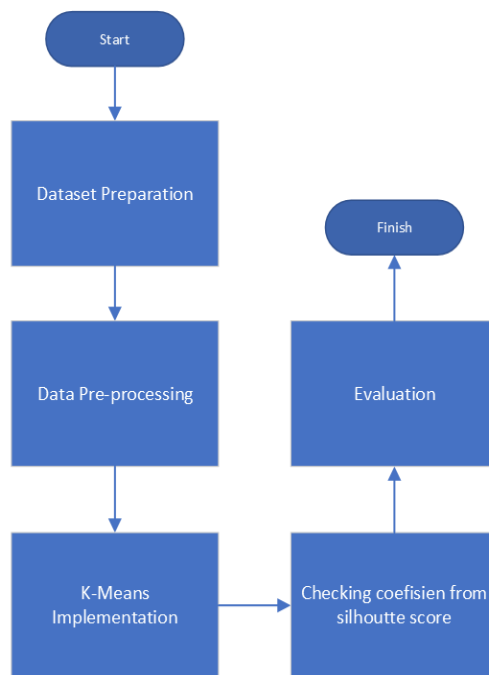 Start
Dataset Preparation
Data Pre-processing
K-Means
Implementation
Checking coefisien from
silhoutte score
Evaluation
Finish